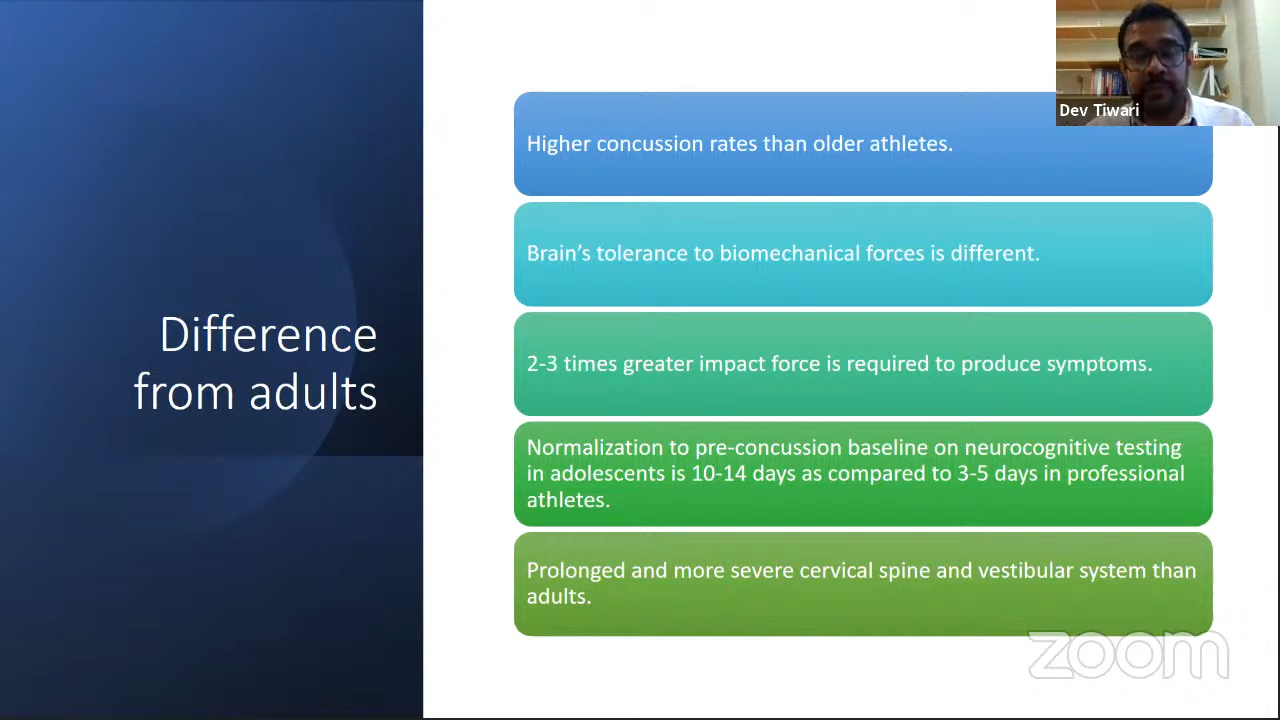 Difference
from adults
Higher concussion rates than older athletes.
Brain’s tolerance to biomechanical forces is different.
2-3 times greater impact force is required to produce symptoms.
Normalization to pre-concussion baseline on neurocognitive testing
in adolescents is 10-14 days as compared to 3-5 days in professional
athletes.
Prolonged and more severe cervical spine and vestibular system than
adults.
Dev Tiwari
zoom